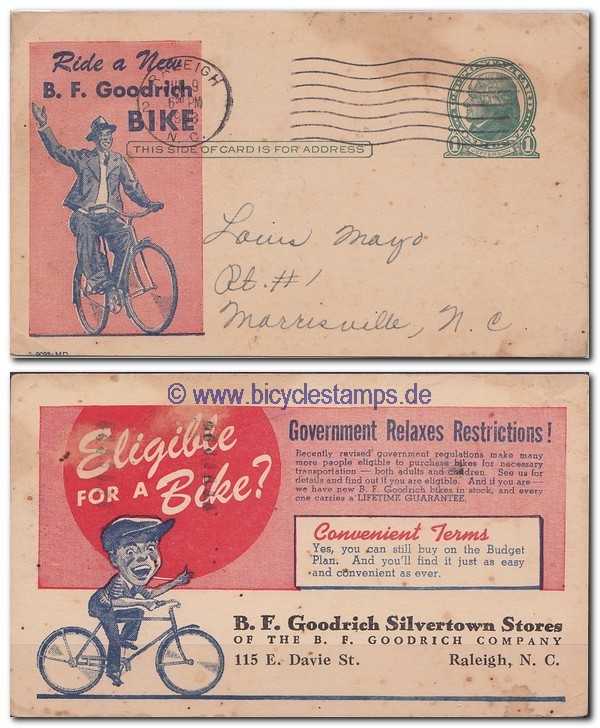 Ride a New
B. F. Goodrich
BIKE
RALEIGH
N. C.
THIS SIDE OF CARD IS FOR ADDRESS
1 1
Louis Mayo
Rt. #1
Morrisville, N. C.
© www.bicyclestamps.de
Eligible
FOR A Bike?
Government Relaxes Restrictions!
Recently revised government regulations make many
more people eligible to purchase bikes for necessary
transportation — both adults and children. See us for
details and find out if you are eligible. And if you are —
we have new B. F. Goodrich bikes in stock, and every
one carries a LIFETIME GUARANTEE.
Convenient Terms
Yes, you can still buy on the Budget
Plan. And you'll find it just as easy
and convenient as ever.
B. F. Goodrich Silvertown Stores
OF THE B. F. GOODRICH COMPANY
115 E. Davie St. Raleigh, N. C.